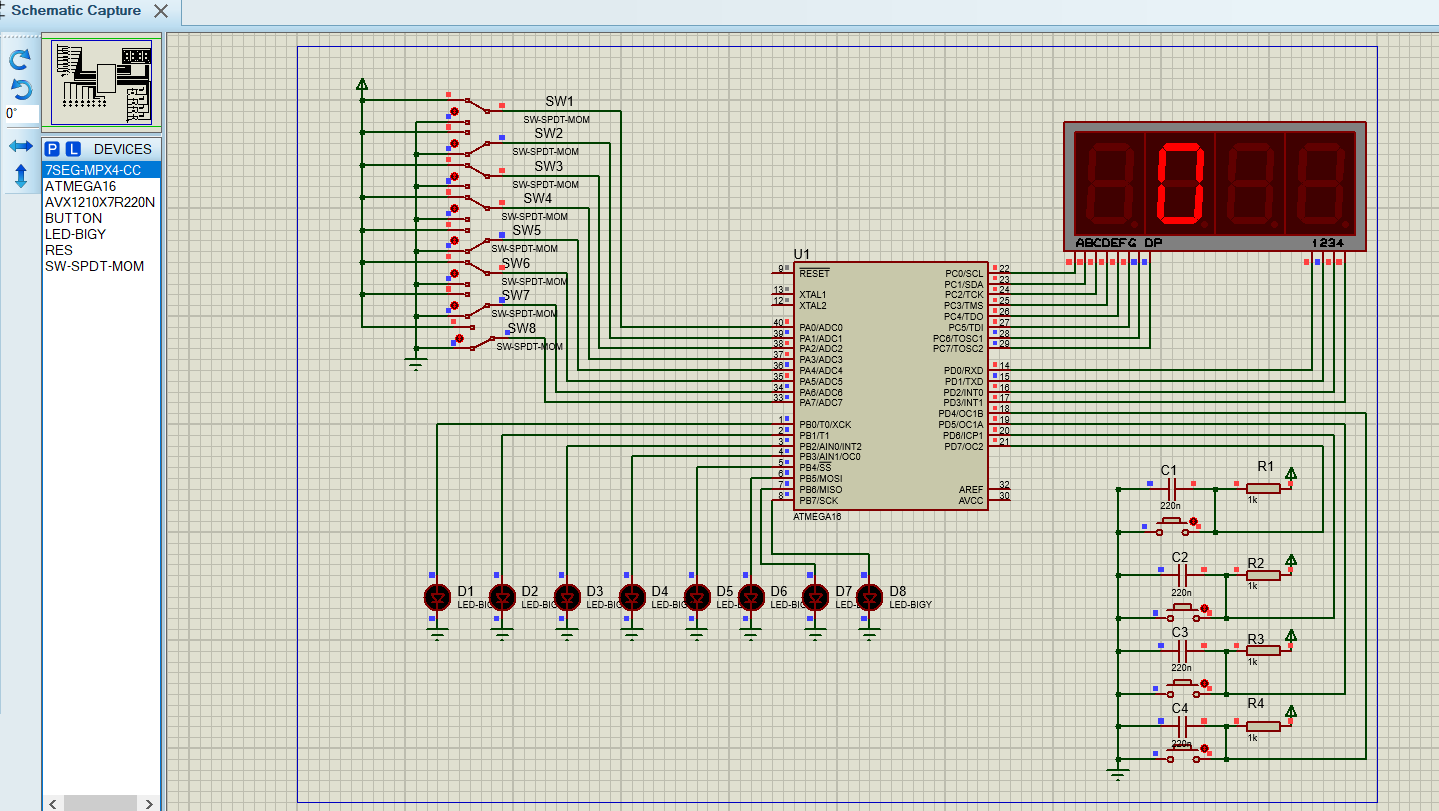 Schematic Capture
0°
P L DEVICES
7SEG-MPX4-CC
ATMEGA16
AVX1210X7R220N
BUTTON
LED-BIGY
RES
SW-SPDT-MOM
SW1
SW-SPDT-MOM
SW2
SW-SPDT-MOM
SW3
SW-SPDT-MOM
SW4
SW-SPDT-MOM
SW5
SW-SPDT-MOM
SW6
SW-SPDT-MOM
SW7
SW-SPDT-MOM
SW8
SW-SPDT-MOM
0
ABCDEFG DP 1234
U1
9 RESET PC0/SCL 22
PC1/SDA 23
13 XTAL1 PC2/TCK 24
12 XTAL2 PC3/TMS 25
PC4/TDO 26
40 PA0/ADC0 PC5/TDI 27
39 PA1/ADC1 PC6/TOSC1 28
38 PA2/ADC2 PC7/TOSC2 29
37 PA3/ADC3
36 PA4/ADC4 PD0/RXD 14
35 PA5/ADC5 PD1/TXD 15
34 PA6/ADC6 PD2/INT0 16
33 PA7/ADC7 PD3/INT1 17
PD4/OC1B 18
1 PB0/T0/XCK PD5/OC1A 19
2 PB1/T1 PD6/ICP1 20
3 PB2/AIN0/INT2 PD7/OC2 21
4 PB3/AIN1/OC0
5 PB4/SS
6 PB5/MOSI
7 PB6/MISO AREF 32
8 PB7/SCK AVCC 30
ATMEGA16
C1 R1
220n 1k
C2 R2
220n 1k
C3 R3
220n 1k
C4 R4
220n 1k
D1 D2 D3 D4 D5 D6 D7 D8
LED-BIG LED-BIG LED-BIG LED-BIG LED-B LED-BIG LED-B LED-BIGY